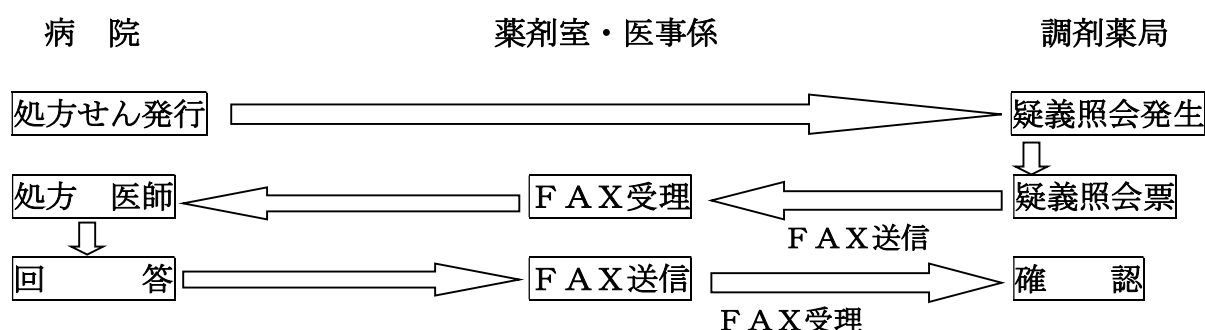 病　院　薬剤室・医事係　調剤薬局
処方せん発行　疑義照会発生
処方　医師　ＦＡＸ受理　疑義照会票
ＦＡＸ送信
回　　　答　ＦＡＸ送信　確　　　認
ＦＡＸ受理